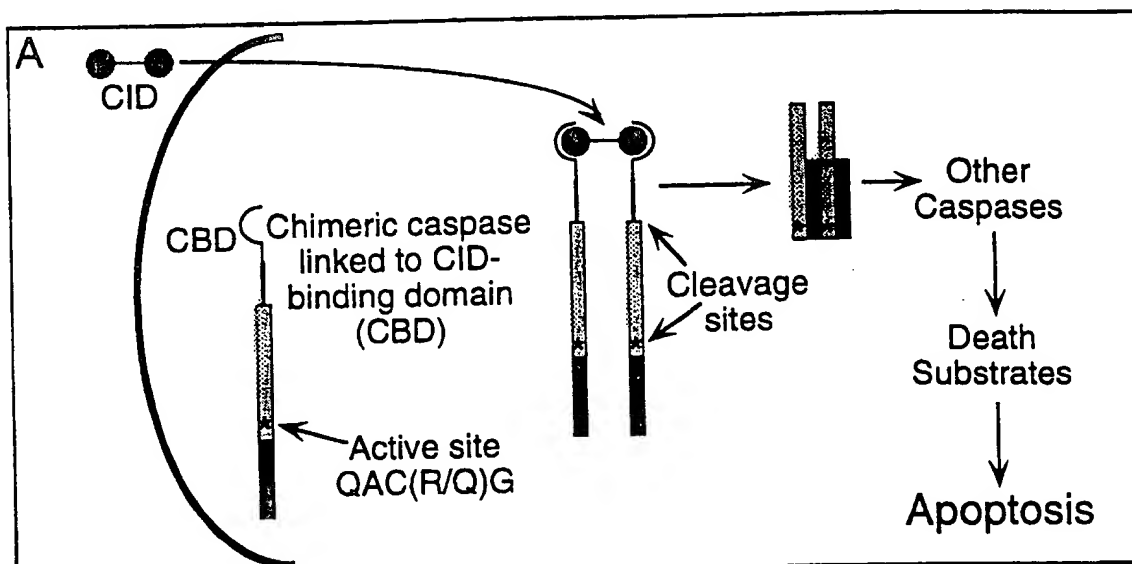 A
CID
CBD
Chimeric caspase
linked to CID-
binding domain
(CBD)
Active site
QAC(R/Q)G
Cleavage
sites
Other
Caspases
Death
Substrates
Apoptosis